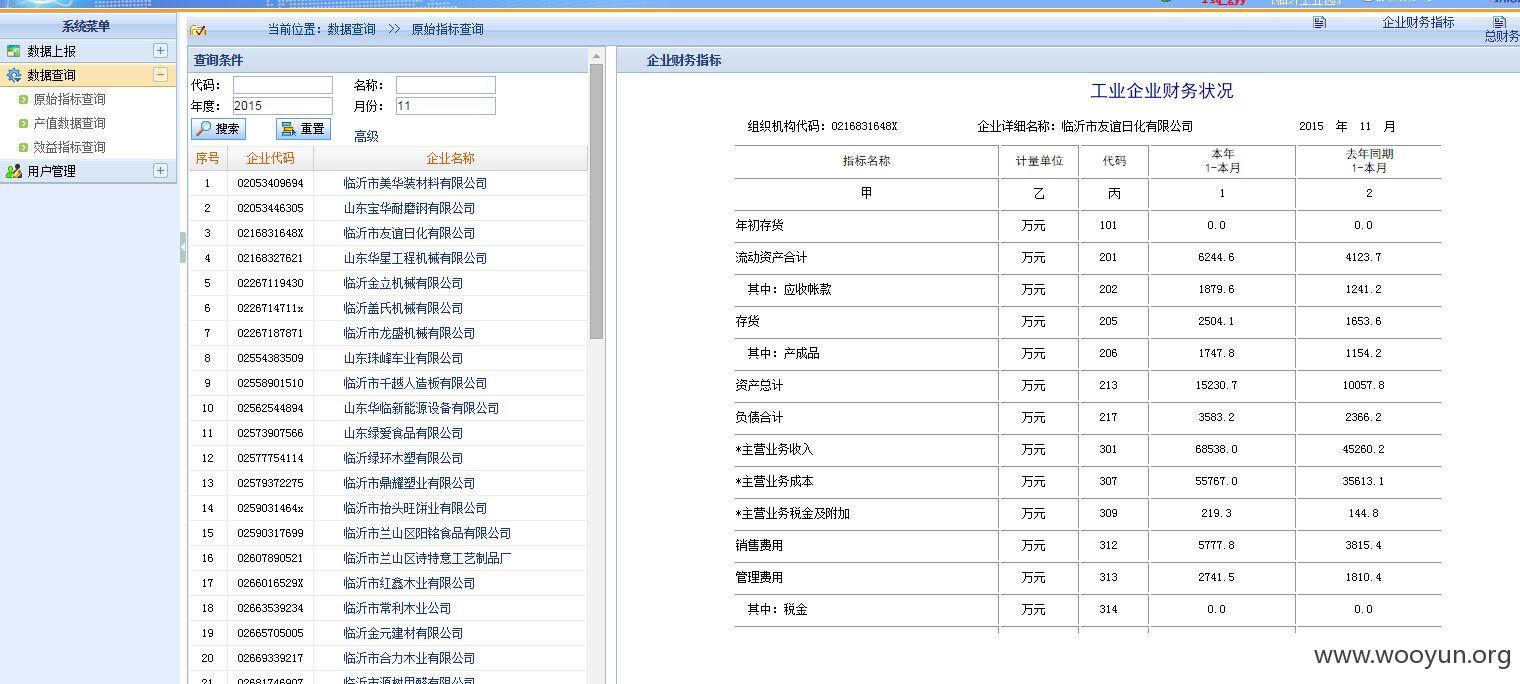 系统菜单
数据上报
数据查询
原始指标查询
产值数据查询
效益指标查询
用户管理
当前位置：数据查询 >> 原始指标查询
企业财务指标
总财务
查询条件
代码：
名称：
年度： 2015
月份： 11
搜索
重置
高级
序号 企业代码 企业名称
1 02053409694 临沂市美华装材料有限公司
2 02053446305 山东宝华耐磨钢有限公司
3 0216831648X 临沂市友谊日化有限公司
4 02168327621 山东华星工程机械有限公司
5 02267119430 临沂金立机械有限公司
6 0226714711x 临沂盖氏机械有限公司
7 02267187871 临沂市龙盛机械有限公司
8 02554383509 山东珠峰车业有限公司
9 02558901510 临沂市千越人造板有限公司
10 02562544894 山东华临新能源设备有限公司
11 02573907566 山东绿爱食品有限公司
12 02577754114 临沂绿环木塑有限公司
13 02579372275 临沂市鼎耀塑业有限公司
14 0259031464x 临沂市抬头旺饼业有限公司
15 02590317699 临沂市兰山区阳铭食品有限公司
16 02607890521 临沂市兰山区诗特意工艺制品厂
17 0266016529X 临沂市红鑫木业有限公司
18 02663539234 临沂市常利木业公司
19 02665705005 临沂金元建材有限公司
20 02669339217 临沂市合力木业有限公司
21 02681746907 临沂市源树甲醛有限公司
企业财务指标
工业企业财务状况
组织机构代码：0216831648X 企业详细名称：临沂市友谊日化有限公司 2015 年 11 月
指标名称 计量单位 代码 本年 1-本月 去年同期 1-本月
甲 乙 丙 1 2
年初存货 万元 101 0.0 0.0
流动资产合计 万元 201 6244.6 4123.7
其中：应收帐款 万元 202 1879.6 1241.2
存货 万元 205 2504.1 1653.6
其中：产成品 万元 206 1747.8 1154.2
资产总计 万元 213 15230.7 10057.8
负债合计 万元 217 3583.2 2366.2
*主营业务收入 万元 301 68538.0 45260.2
*主营业务成本 万元 307 55767.0 35613.1
*主营业务税金及附加 万元 309 219.3 144.8
销售费用 万元 312 5777.8 3815.4
管理费用 万元 313 2741.5 1810.4
其中：税金 万元 314 0.0 0.0
www.wooyun.org